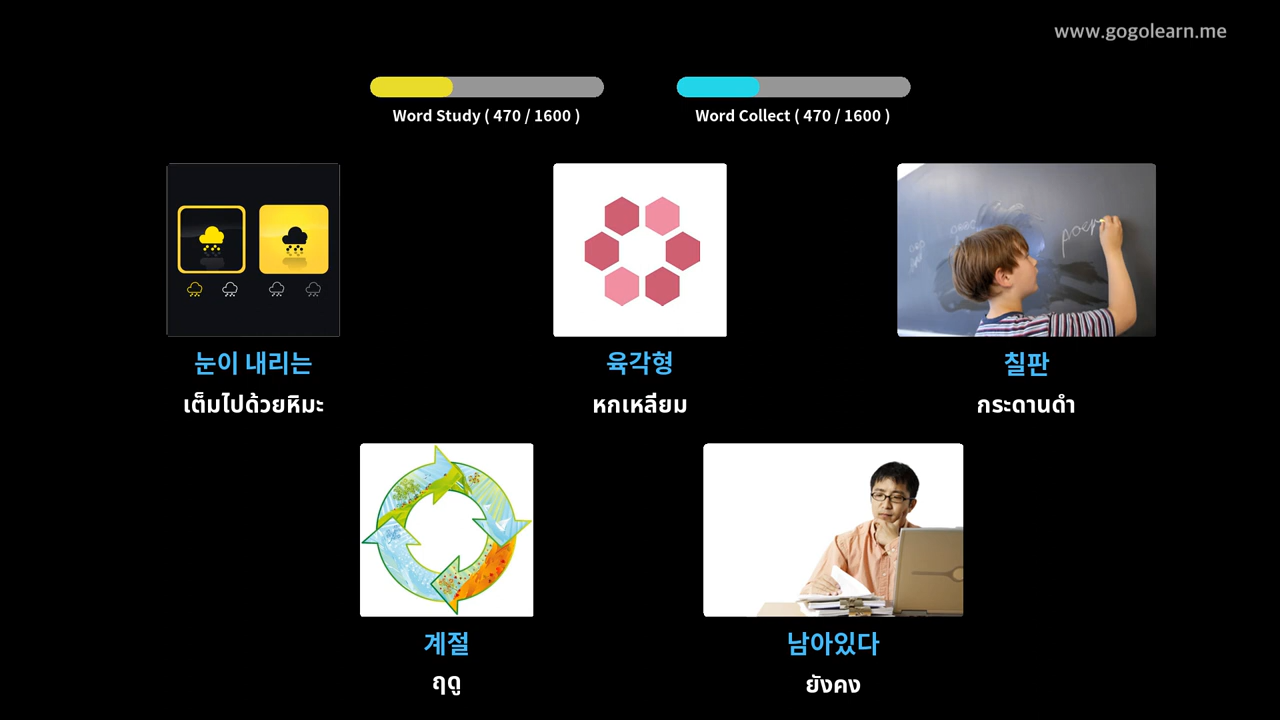 www.gogolearn.me
Word Study ( 470 / 1600 )
Word Collect ( 470 / 1600 )
눈이 내리는
เต็มไปด้วยหิมะ
육각형
หกเหลี่ยม
칠판
กระดานดำ
계절
ฤดู
남아있다
ยังคง